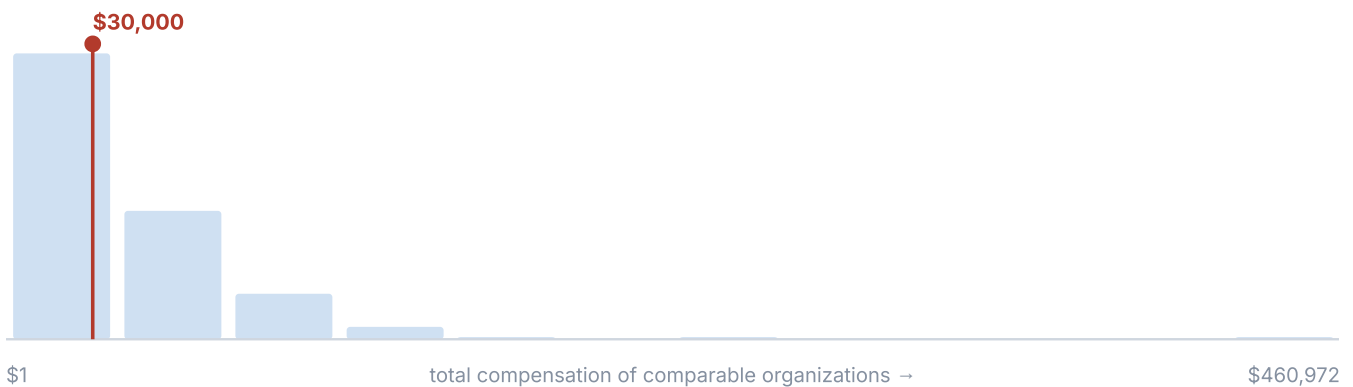 $30,000
$1 total compensation of comparable organizations → $460,972